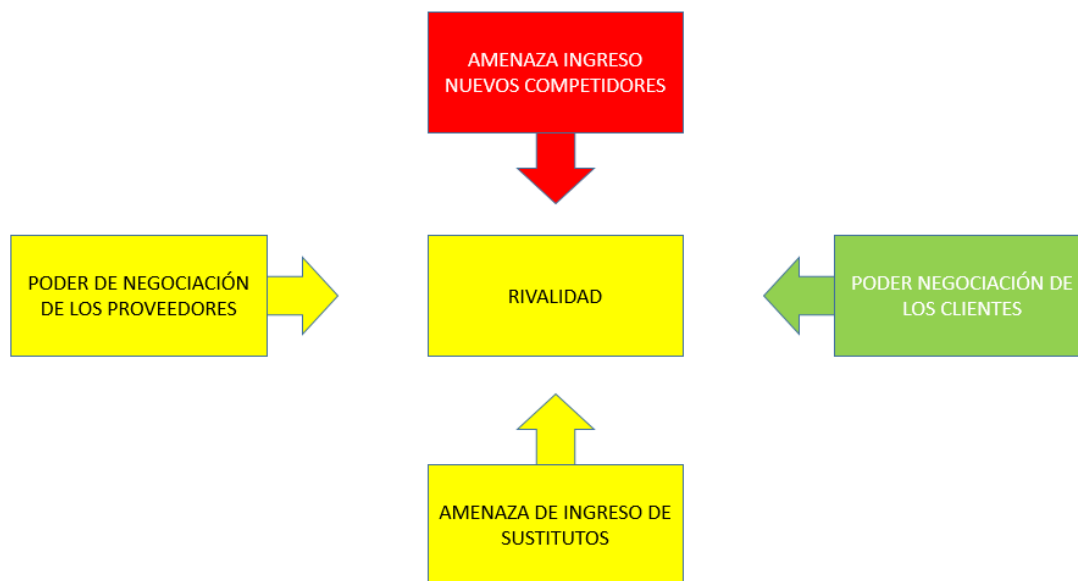 AMENAZA INGRESO
NUEVOS COMPETIDORES
PODER DE NEGOCIACIÓN
DE LOS PROVEEDORES
RIVALIDAD
PODER NEGOCIACIÓN DE
LOS CLIENTES
AMENAZA DE INGRESO DE
SUSTITUTOS